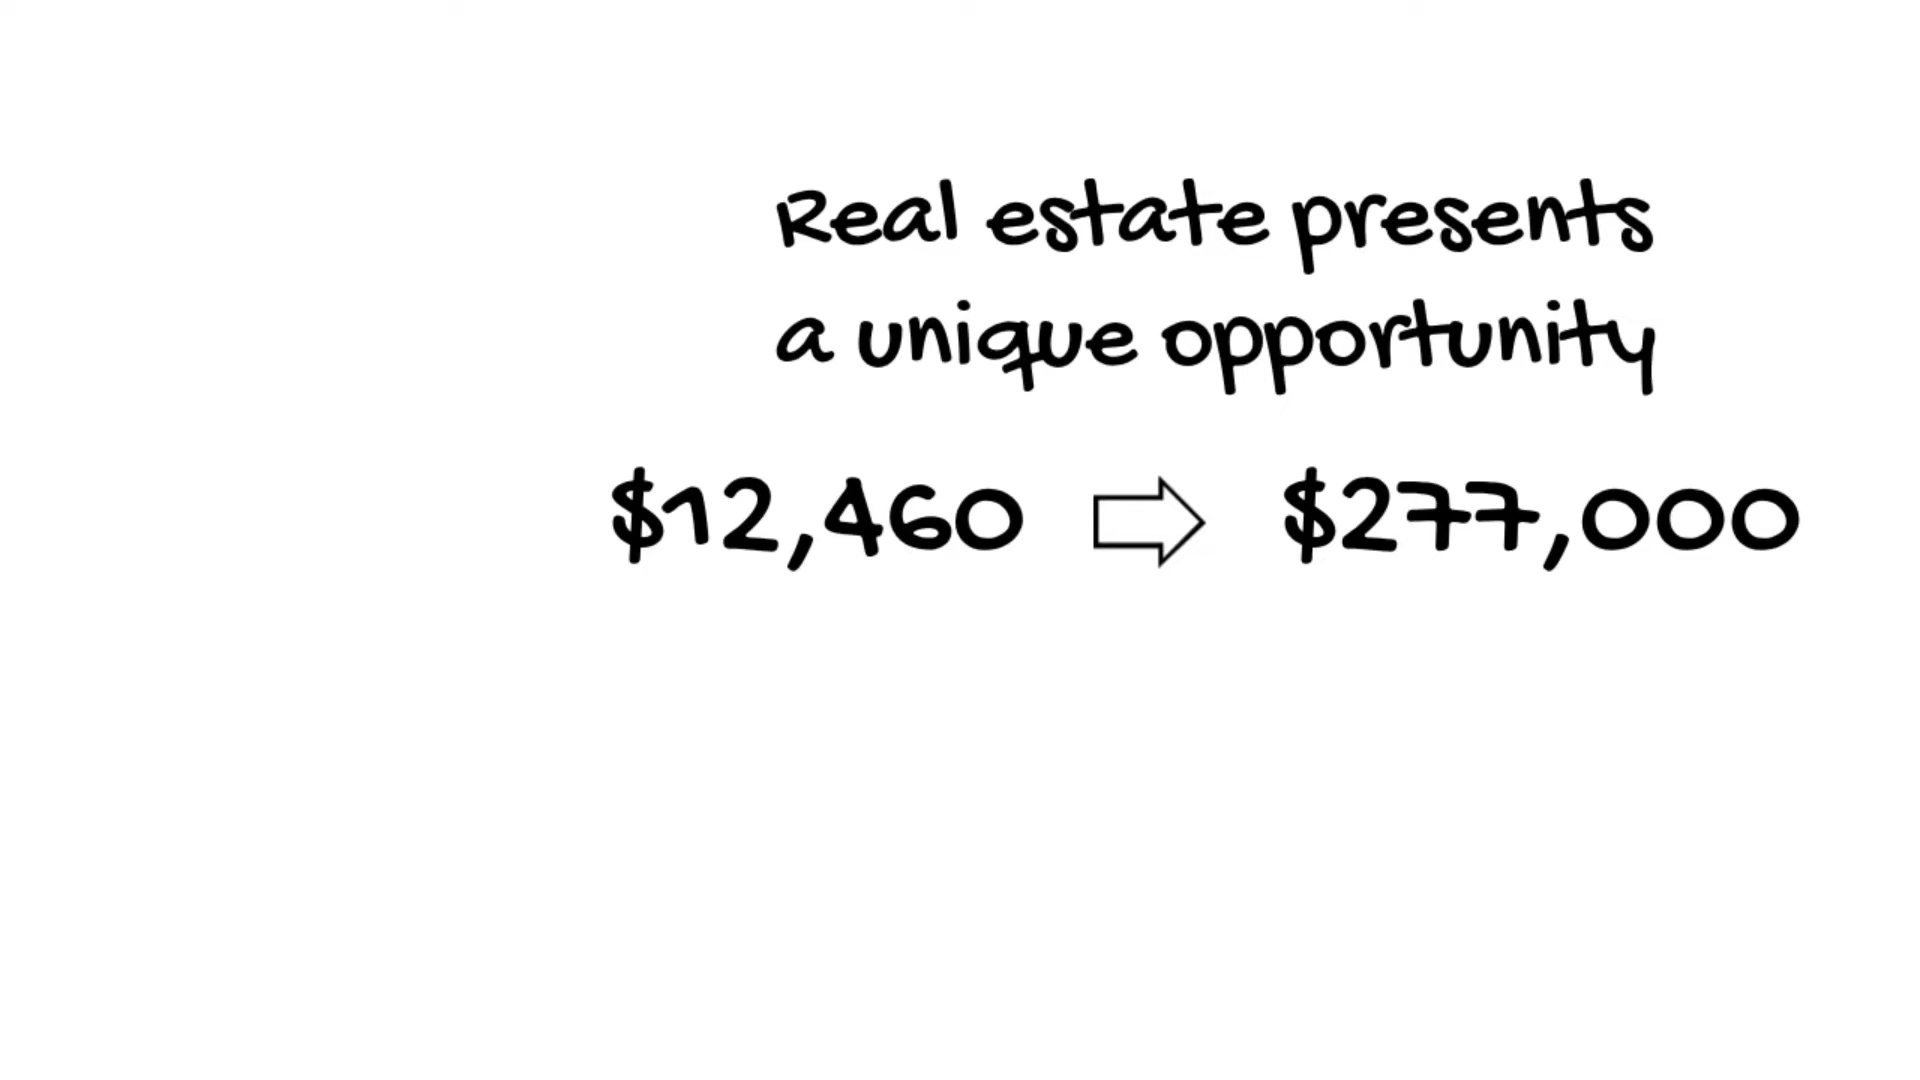 Real estate presents
a unique opportunity
$12,460 ⇨ $277,000